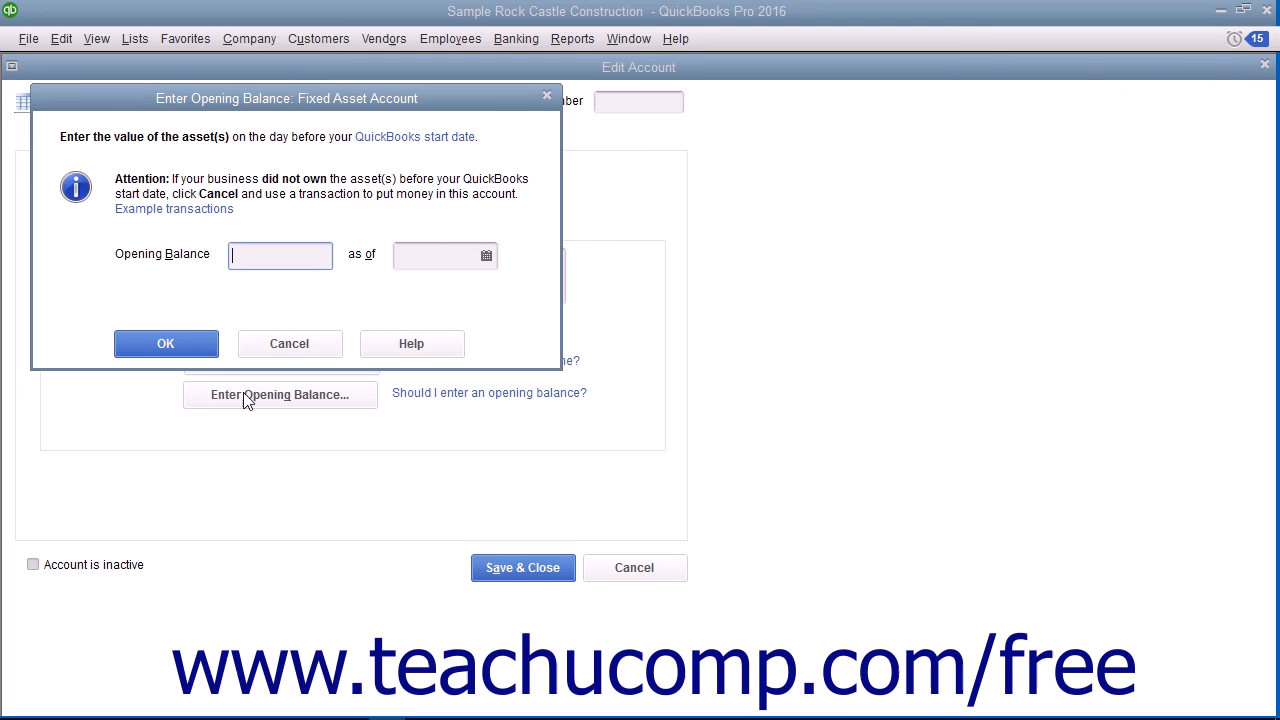 qb
Sample Rock Castle Construction - QuickBooks Pro 2016
File Edit View Lists Favorites Company Customers Vendors Employees Banking Reports Window Help 15
Edit Account
Enter Opening Balance: Fixed Asset Account
Enter the value of the asset(s) on the day before your QuickBooks start date.
Attention: If your business did not own the asset(s) before your QuickBooks
start date, click Cancel and use a transaction to put money in this account.
Example transactions
Opening Balance as of
OK Cancel Help
Enter Opening Balance... Should I enter an opening balance?
Account is inactive
Save & Close Cancel
www.teachucomp.com/free